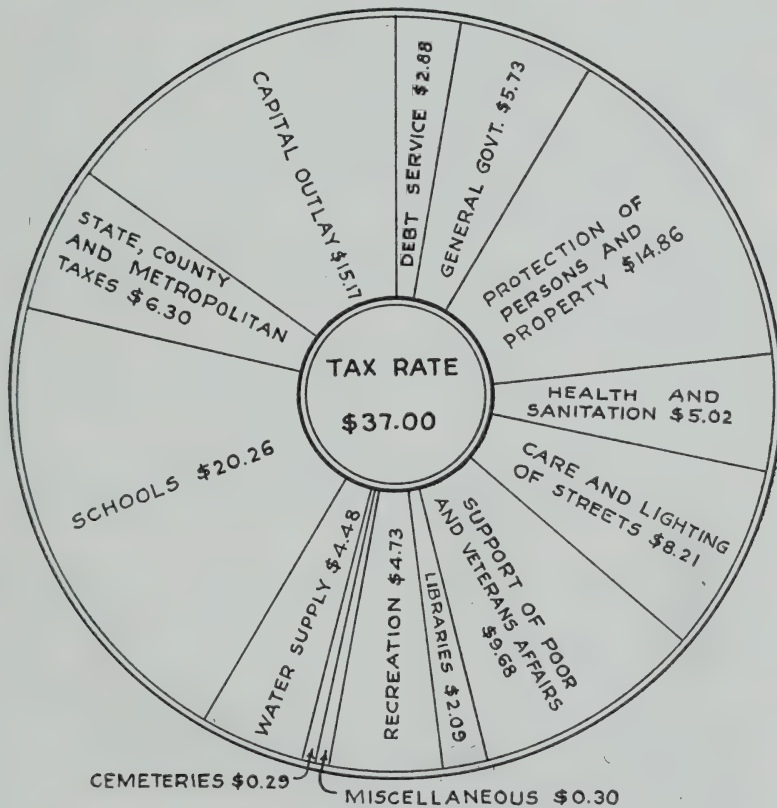 CAPITAL OUTLAY $15.17
DEBT SERVICE $2.88
GENERAL GOVT. $5.73
PROTECTION OF
PERSONS AND
PROPERTY $14.86
HEALTH AND
SANITATION $5.02
CARE AND LIGHTING
OF STREETS $8.21
SUPPORT OF POOR
AND VETERANS AFFAIRS
$9.68
LIBRARIES $2.09
RECREATION $4.73
MISCELLANEOUS $0.30
CEMETERIES $0.29
WATER SUPPLY $4.48
SCHOOLS $20.26
STATE, COUNTY
AND METROPOLITAN
TAXES $6.30
TAX RATE
$37.00